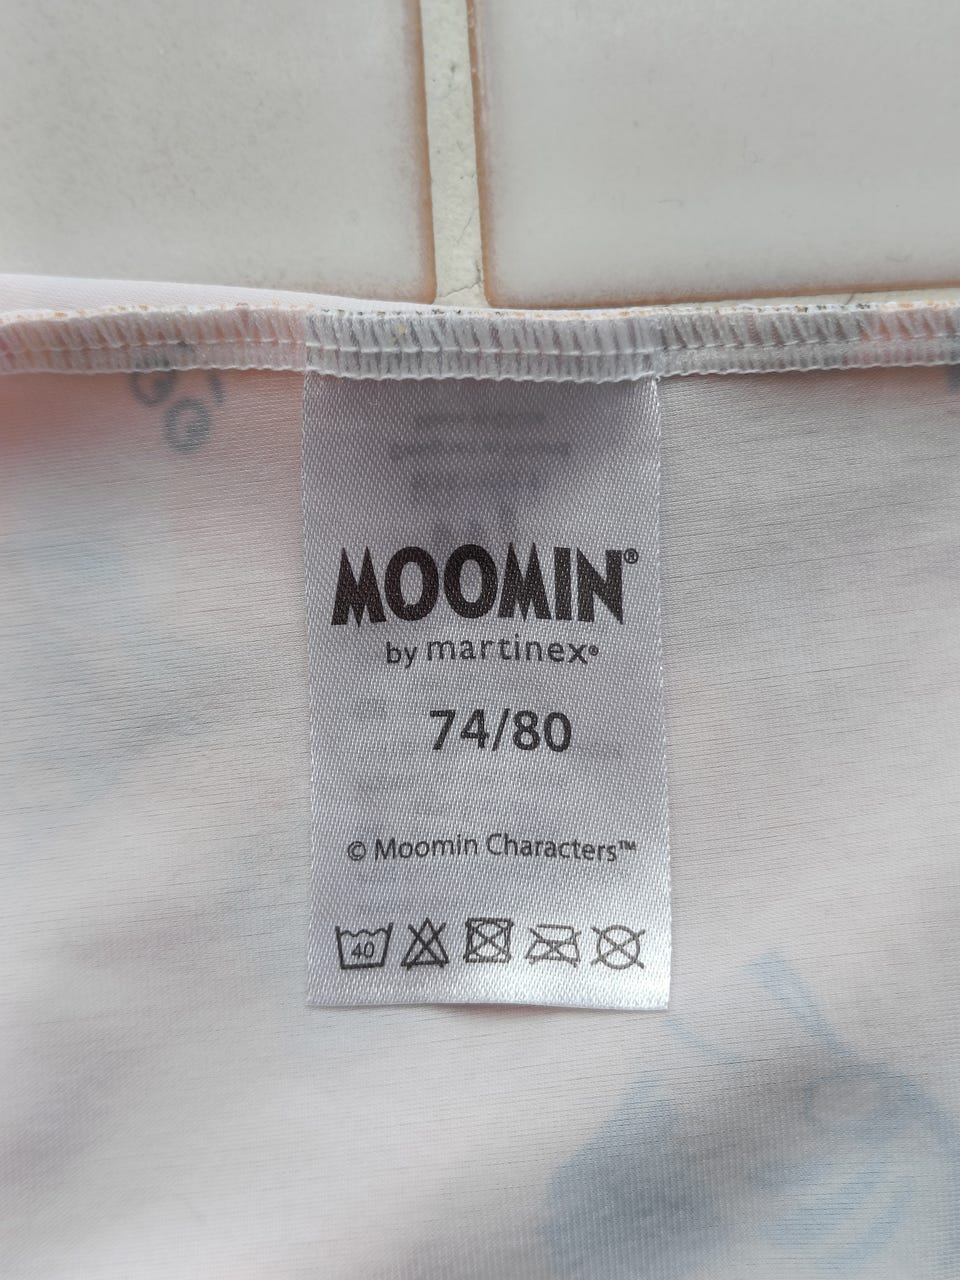 MOOMIN®
by martinex®
74/80
© Moomin Characters™
40